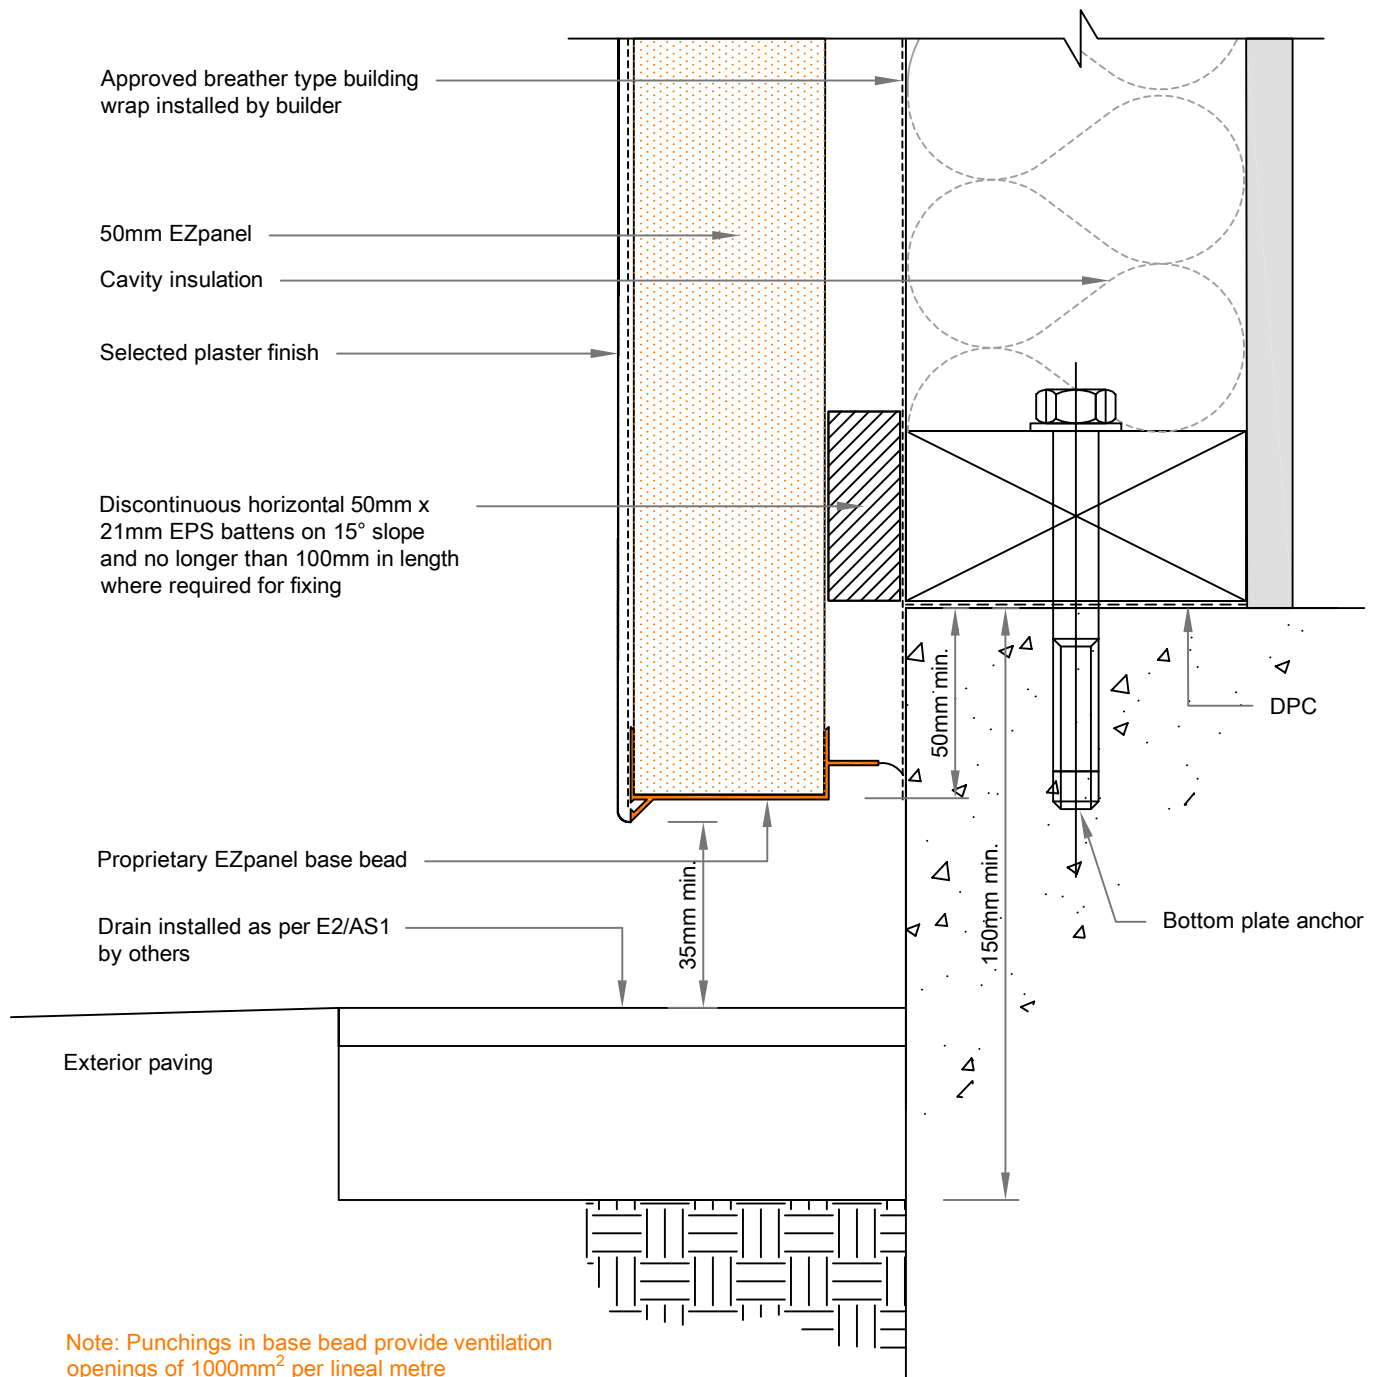 Approved breather type building
wrap installed by builder
50mm EZpanel
Cavity insulation
Selected plaster finish
Discontinuous horizontal 50mm x
21mm EPS battens on 15° slope
and no longer than 100mm in length
where required for fixing
50mm min.
DPC
Proprietary EZpanel base bead
35mm min.
150mm min.
Drain installed as per E2/AS1
by others
Bottom plate anchor
Exterior paving
Note: Punchings in base bead provide ventilation
openings of 1000mm² per lineal metre